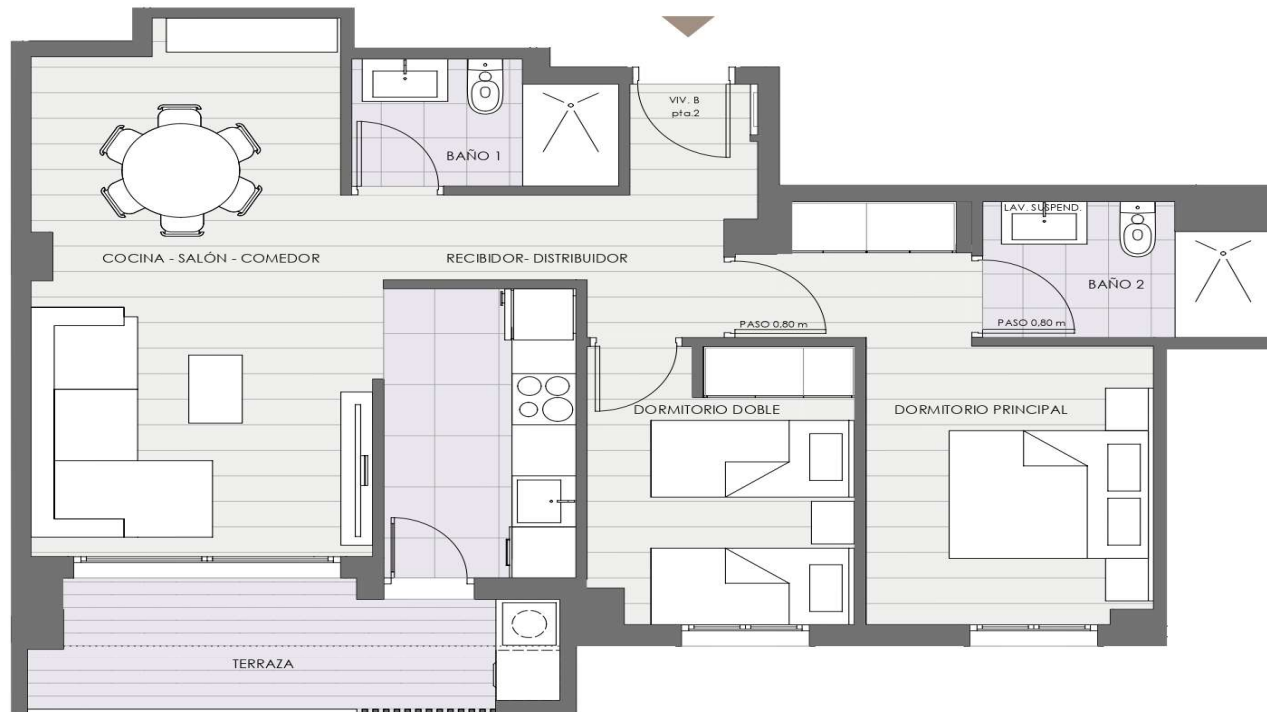 VIV. B
pta.2
BAÑO 1
LAV. SUSPEND.
COCINA - SALÓN - COMEDOR
RECIBIDOR- DISTRIBUIDOR
BAÑO 2
PASO 0,80 m
PASO 0,80 m
DORMITORIO DOBLE
DORMITORIO PRINCIPAL
TERRAZA